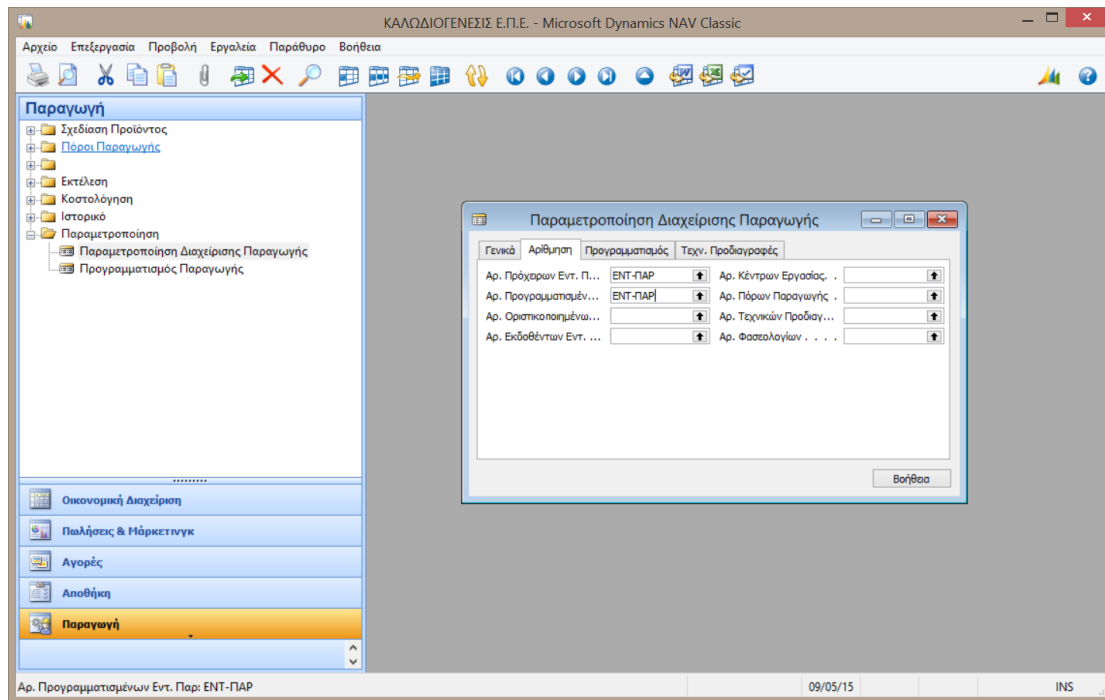 ΚΑΛΩΔΙΟΓΕΝΕΣΙΣ Ε.Π.Ε. - Microsoft Dynamics NAV Classic
Αρχείο Επεξεργασία Προβολή Εργαλεία Παράθυρο Βοήθεια
Παραγωγή
Σχεδίαση Προϊόντος
Πόροι Παραγωγής
Εκτέλεση
Κοστολόγηση
Ιστορικό
Παραμετροποίηση
Παραμετροποίηση Διαχείρισης Παραγωγής
Προγραμματισμός Παραγωγής
Οικονομική Διαχείριση
Πωλήσεις & Μάρκετινγκ
Αγορές
Αποθήκη
Παραγωγή
Παραμετροποίηση Διαχείρισης Παραγωγής
Γενικά Αρίθμηση Προγραμματισμός Τεχν. Προδιαγραφές
Αρ. Πρόχειρων Εντ. Π... ΕΝΤ-ΠΑΡ Αρ. Κέντρων Εργασίας. .
Αρ. Προγραμματισμέν... ΕΝΤ-ΠΑΡ Αρ. Πόρων Παραγωγής .
Αρ. Οριστικοποιημένω... Αρ. Τεχνικών Προδιαγ...
Αρ. Εκδοθέντων Εντ. ... Αρ. Φασεολογίων . . . .
Βοήθεια
Αρ. Προγραμματισμένων Εντ. Παρ: ΕΝΤ-ΠΑΡ 09/05/15 INS